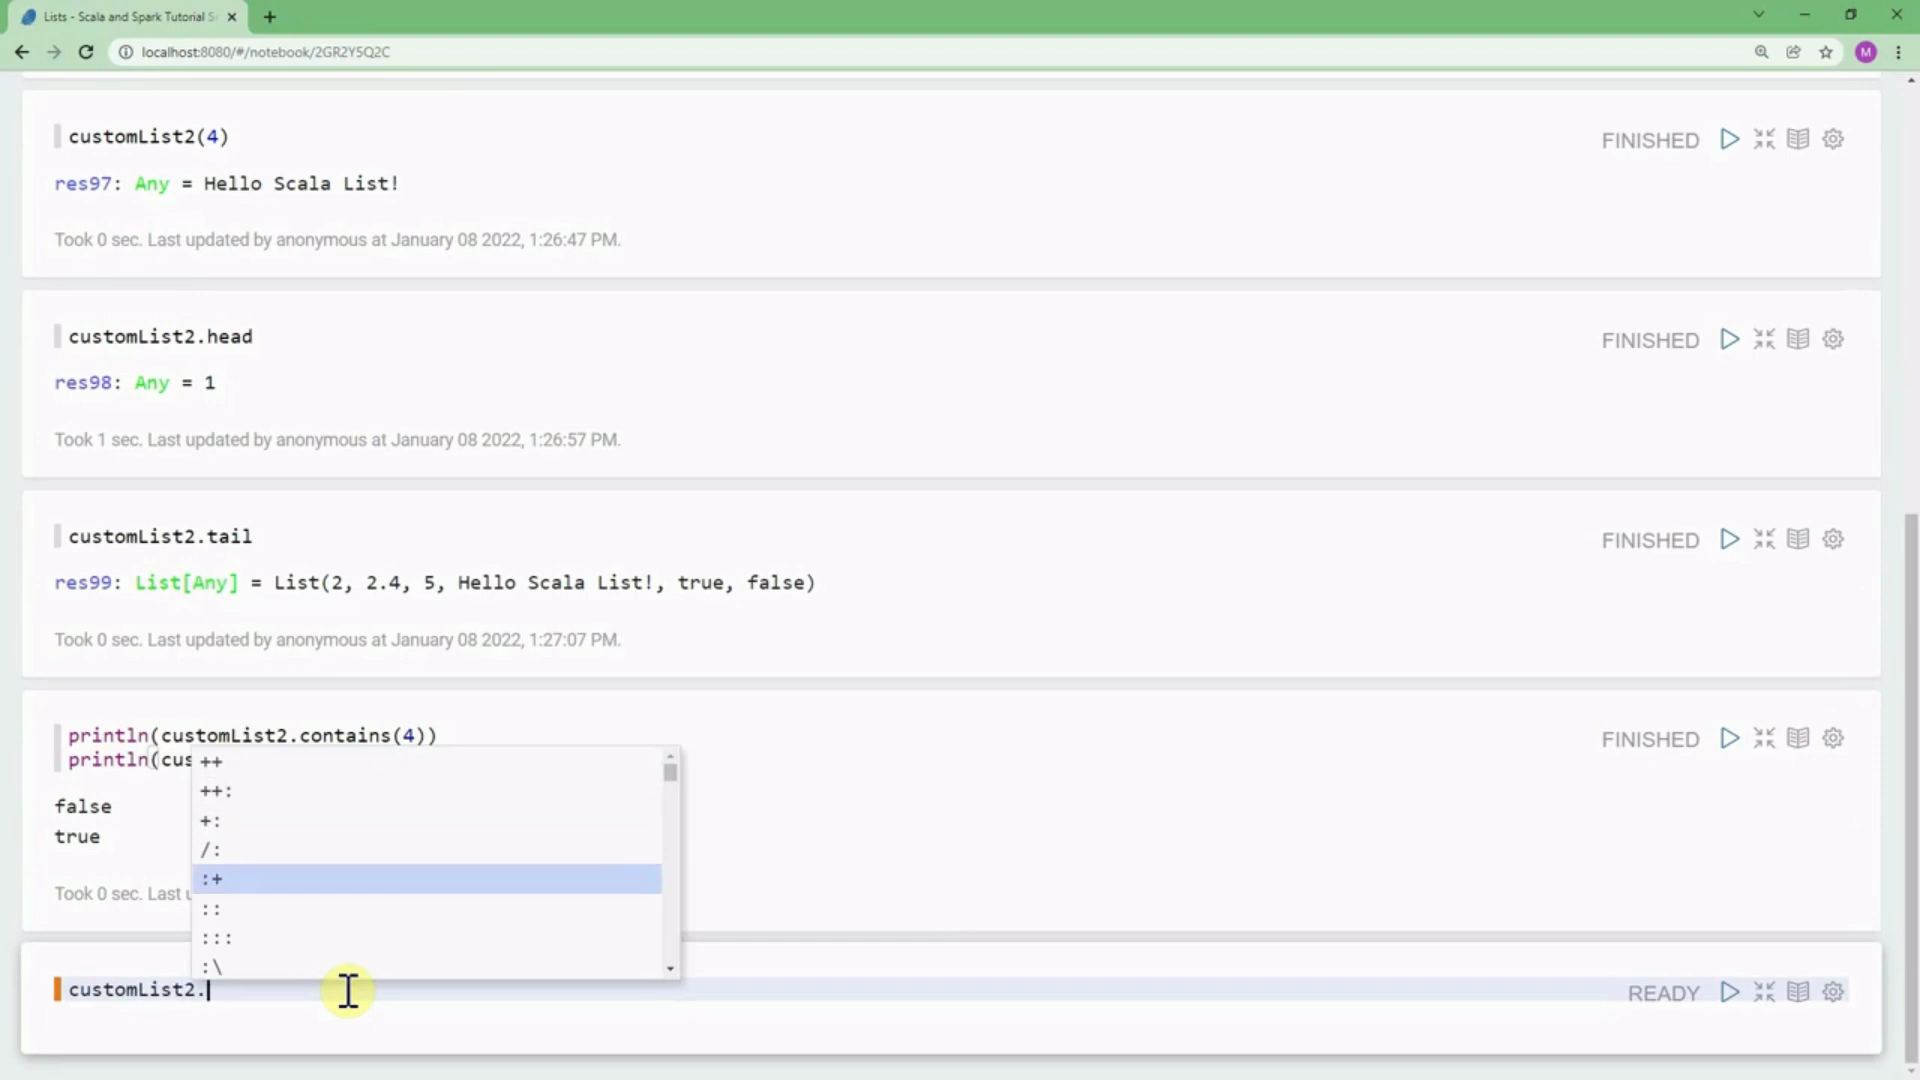 Lists - Scala and Spark Tutorial S
localhost:8080/#/notebook/2GR2Y5Q2C
M
customList2(4)
FINISHED
res97: Any = Hello Scala List!
Took 0 sec. Last updated by anonymous at January 08 2022, 1:26:47 PM.
customList2.head
FINISHED
res98: Any = 1
Took 1 sec. Last updated by anonymous at January 08 2022, 1:26:57 PM.
customList2.tail
FINISHED
res99: List[Any] = List(2, 2.4, 5, Hello Scala List!, true, false)
Took 0 sec. Last updated by anonymous at January 08 2022, 1:27:07 PM.
println(customList2.contains(4))
FINISHED
println(cus
false
true
Took 0 sec. Last u
++
++:
+:
/:
:+
::
:::
:\
customList2.
READY